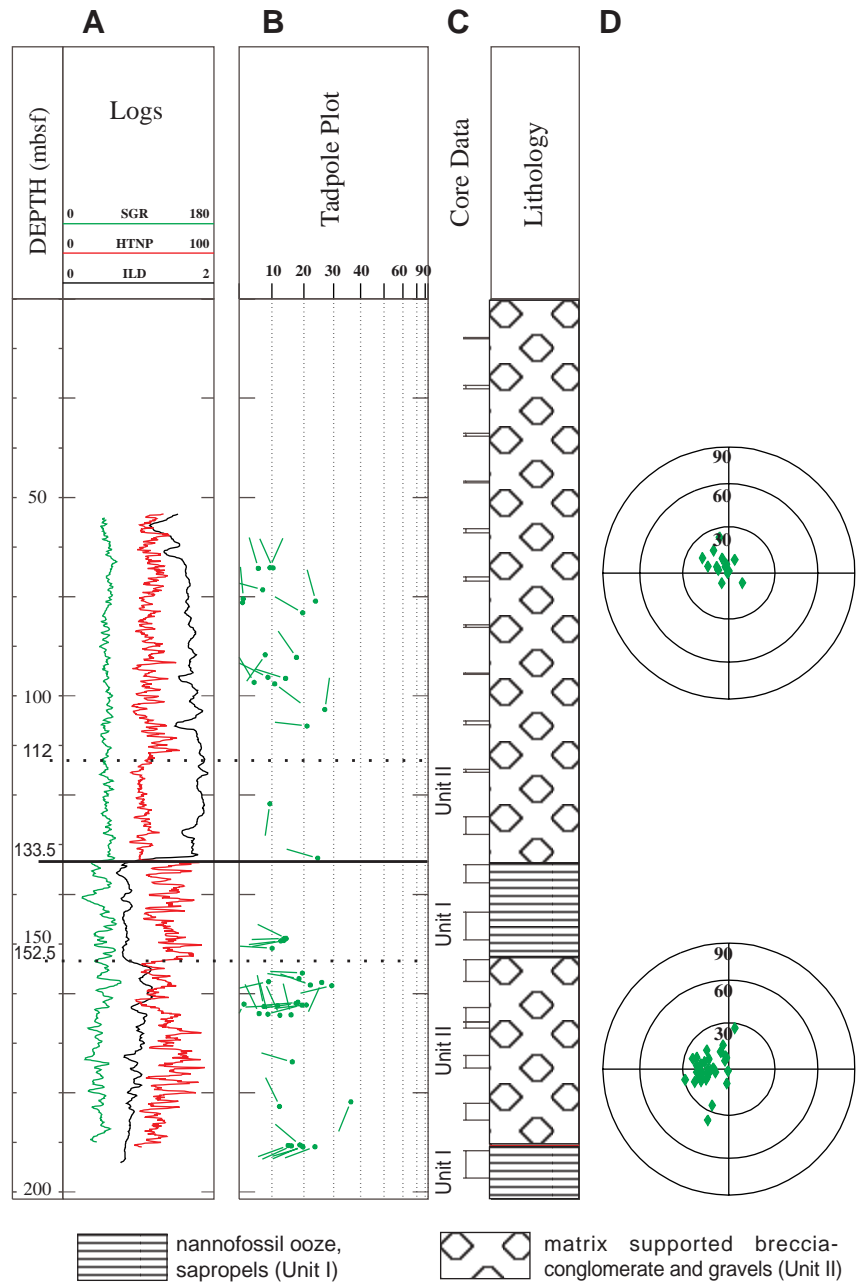 A B C D
DEPTH (mbsf)
Logs
Tadpole Plot
Core Data
Lithology
0 SGR 180
0 HTNP 100
0 ILD 2
10 20 30 40 60 90
50
100
112
133.5
150
152.5
200
Unit II
Unit I
Unit II
Unit I
90
60
30
90
60
30
nannofossil ooze,
sapropels (Unit I)
matrix supported breccia-
conglomerate and gravels (Unit II)